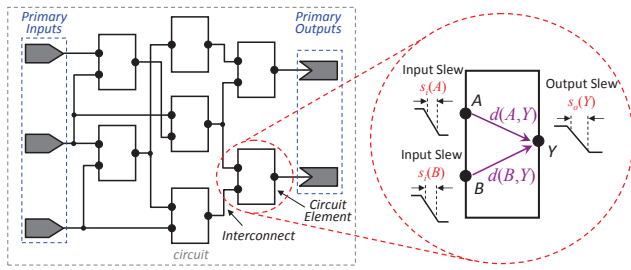 Primary
Inputs
Primary
Outputs
circuit
Interconnect
Circuit
Element
Input Slew
s_i(A)
A
d(A,Y)
Output Slew
s_o(Y)
Y
Input Slew
s_i(B)
B
d(B,Y)